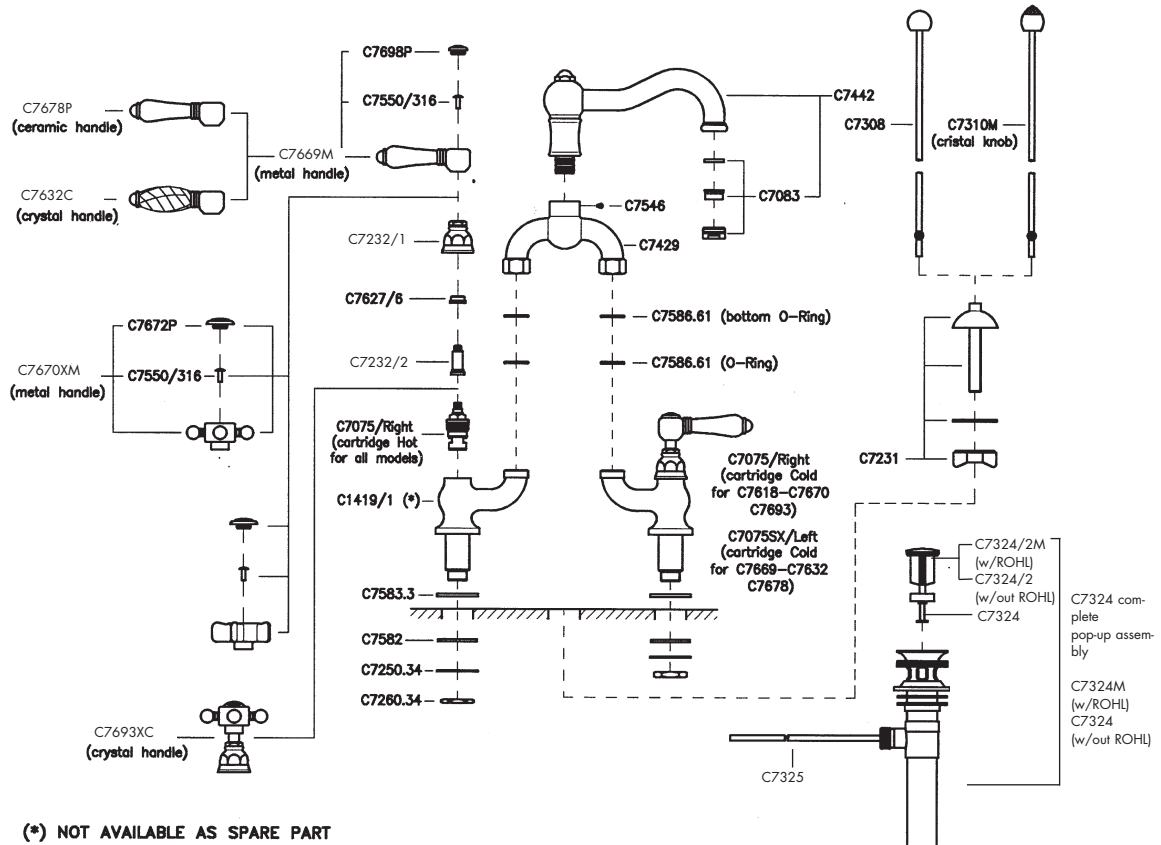 C7698P
C7550/316
C7678P
(ceramic handle)
C7669M
(metal handle)
C7632C
(crystal handle)
C7232/1
C7627/6
C7232/2
C7672P
C7670XM
(metal handle)
C7550/316
C7075/Right
(cartridge Hot
for all models)
C1419/1 (*)
C7583.3
C7582
C7250.34
C7260.34
C7693XC
(crystal handle)
C7442
C7083
C7546
C7429
C7586.61 (bottom O-Ring)
C7586.61 (O-Ring)
C7075/Right
(cartridge Cold
for C7618-C7670
C7693)
C7075SX/Left
(cartridge Cold
for C7669-C7632
C7678)
C7308
C7310M
(cristal knob)
C7231
C7324/2M
(w/ROHL)
C7324/2
(w/out ROHL)
C7324
C7324 com-
plete
pop-up assem-
bly
C7324M
(w/ROHL)
C7324
(w/out ROHL)
C7325
(*) NOT AVAILABLE AS SPARE PART